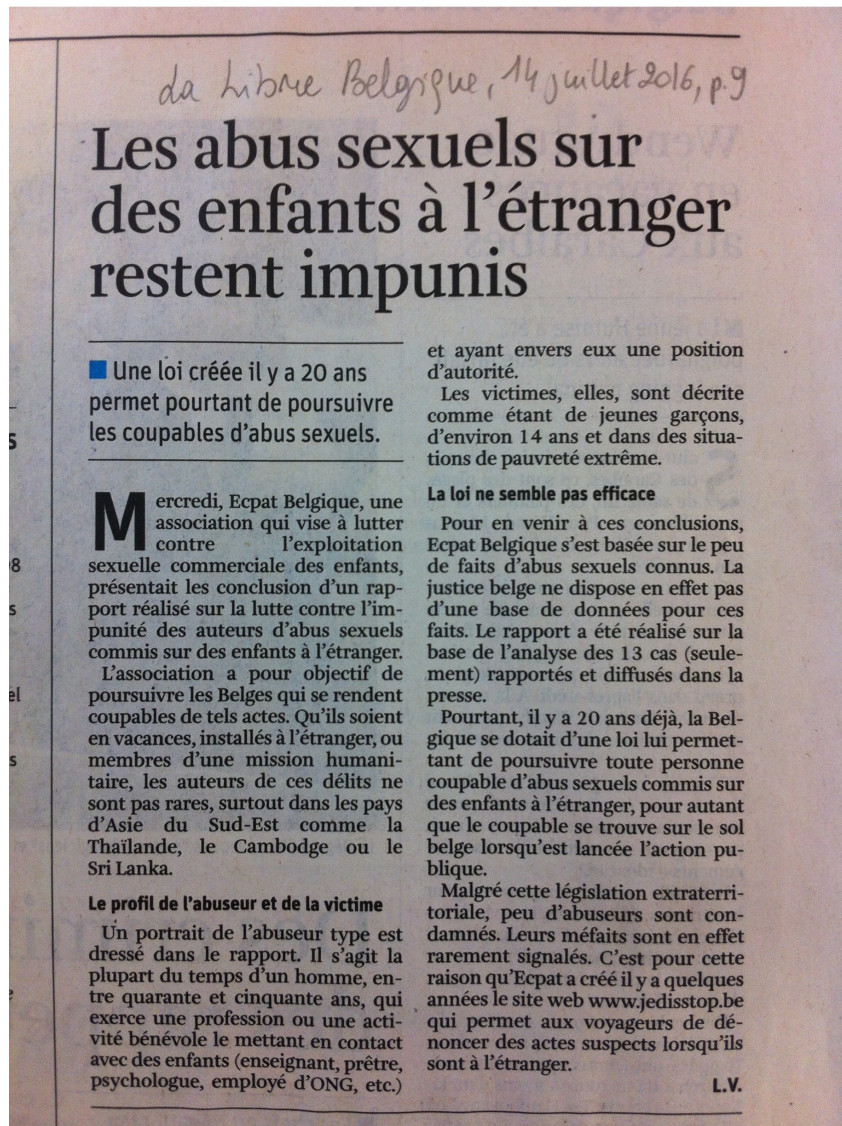 La Libre Belgique, 14 juillet 2016, p.9
Les abus sexuels sur
des enfants à l'étranger
restent impunis
Une loi créée il y a 20 ans
permet pourtant de poursuivre
les coupables d'abus sexuels.
Mercredi, Ecpat Belgique, une
association qui vise à lutter
contre l'exploitation
sexuelle commerciale des enfants,
présentait les conclusion d'un rap-
port réalisé sur la lutte contre l'im-
punité des auteurs d'abus sexuels
commis sur des enfants à l'étranger.
L'association a pour objectif de
poursuivre les Belges qui se rendent
coupables de tels actes. Qu'ils soient
en vacances, installés à l'étranger, ou
membres d'une mission humani-
taire, les auteurs de ces délits ne
sont pas rares, surtout dans les pays
d'Asie du Sud-Est comme la
Thaïlande, le Cambodge ou le
Sri Lanka.
Le profil de l'abuseur et de la victime
Un portrait de l'abuseur type est
dressé dans le rapport. Il s'agit la
plupart du temps d'un homme, en-
tre quarante et cinquante ans, qui
exerce une profession ou une acti-
vité bénévole le mettant en contact
avec des enfants (enseignant, prêtre,
psychologue, employé d'ONG, etc.)
et ayant envers eux une position
d'autorité.
Les victimes, elles, sont décrite
comme étant de jeunes garçons,
d'environ 14 ans et dans des situa-
tions de pauvreté extrême.
La loi ne semble pas efficace
Pour en venir à ces conclusions,
Ecpat Belgique s'est basée sur le peu
de faits d'abus sexuels connus. La
justice belge ne dispose en effet pas
d'une base de données pour ces
faits. Le rapport a été réalisé sur la
base de l'analyse des 13 cas (seule-
ment) rapportés et diffusés dans la
presse.
Pourtant, il y a 20 ans déjà, la Bel-
gique se dotait d'une loi lui permet-
tant de poursuivre toute personne
coupable d'abus sexuels commis sur
des enfants à l'étranger, pour autant
que le coupable se trouve sur le sol
belge lorsqu'est lancée l'action pu-
blique.
Malgré cette législation extraterri-
toriale, peu d'abuseurs sont con-
damnés. Leurs méfaits sont en effet
rarement signalés. C'est pour cette
raison qu'Ecpat a créé il y a quelques
années le site web www.jedisstop.be
qui permet aux voyageurs de dé-
noncer des actes suspects lorsqu'ils
sont à l'étranger.
L.V.